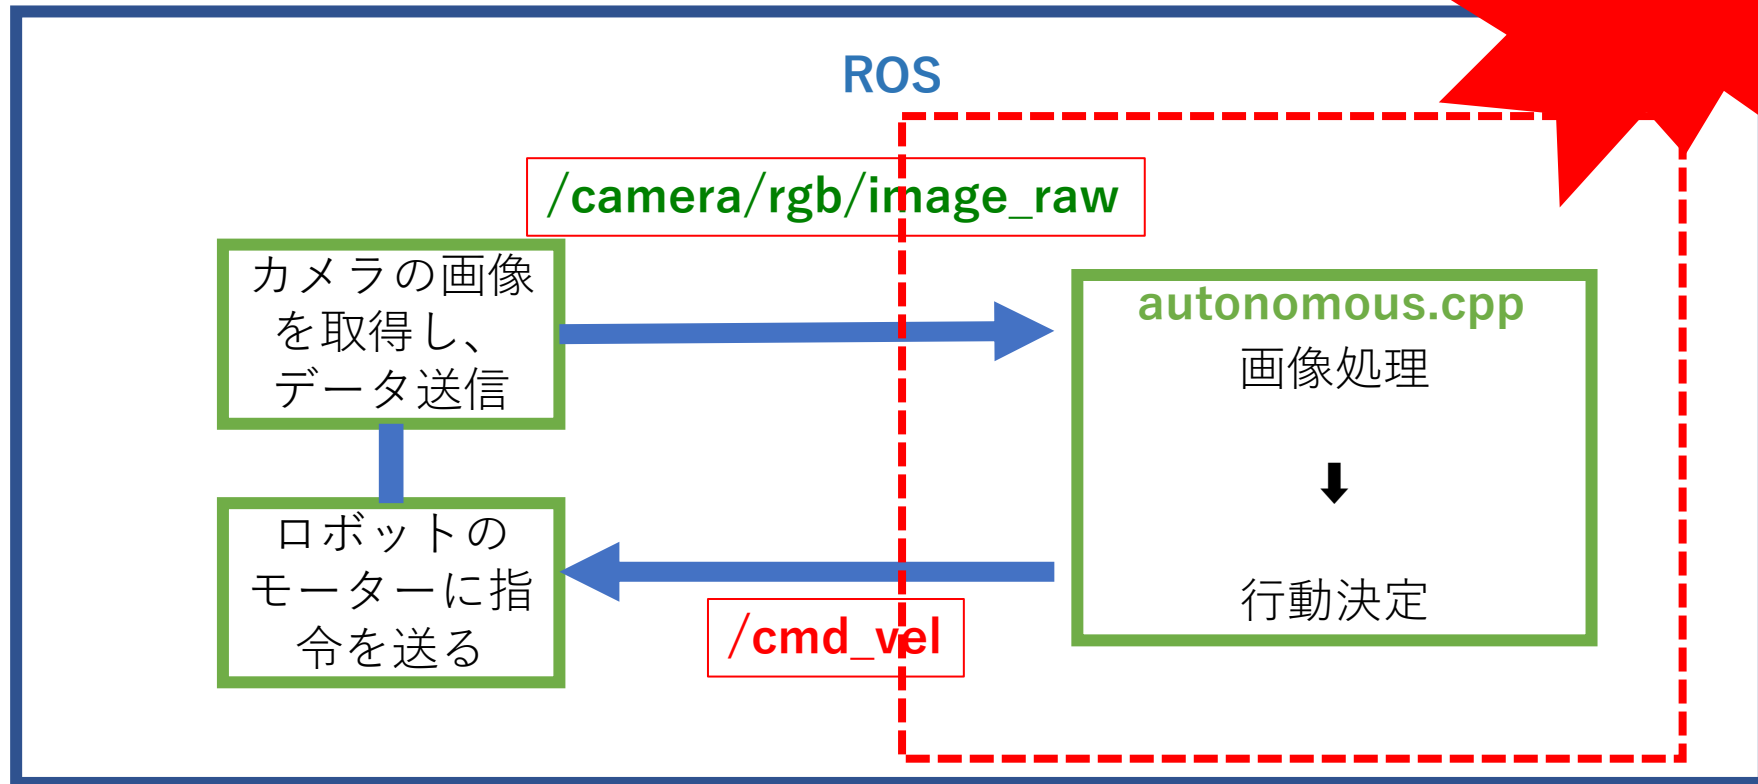 ROS
/camera/rgb/image_raw
カメラの画像
を取得し、
データ送信
autonomous.cpp
画像処理
⬇
行動決定
ロボットの
モーターに指
令を送る
/cmd_vel